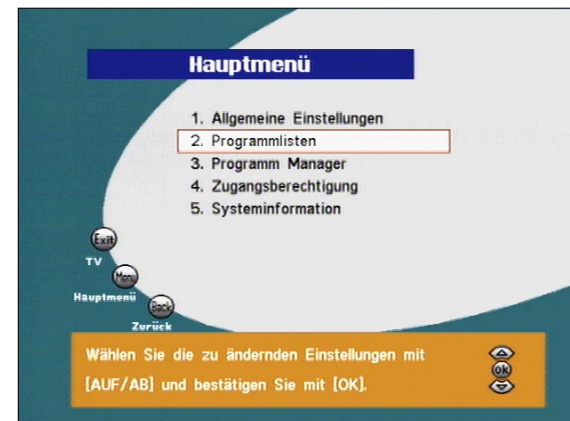 Hauptmenü
1. Allgemeine Einstellungen
2. Programmlisten
3. Programm Manager
4. Zugangsberechtigung
5. Systeminformation
Exit
TV
Menu
Hauptmenü
Back
Zurück
Wählen Sie die zu ändernden Einstellungen mit
[AUF/AB] und bestätigen Sie mit [OK].
Ok